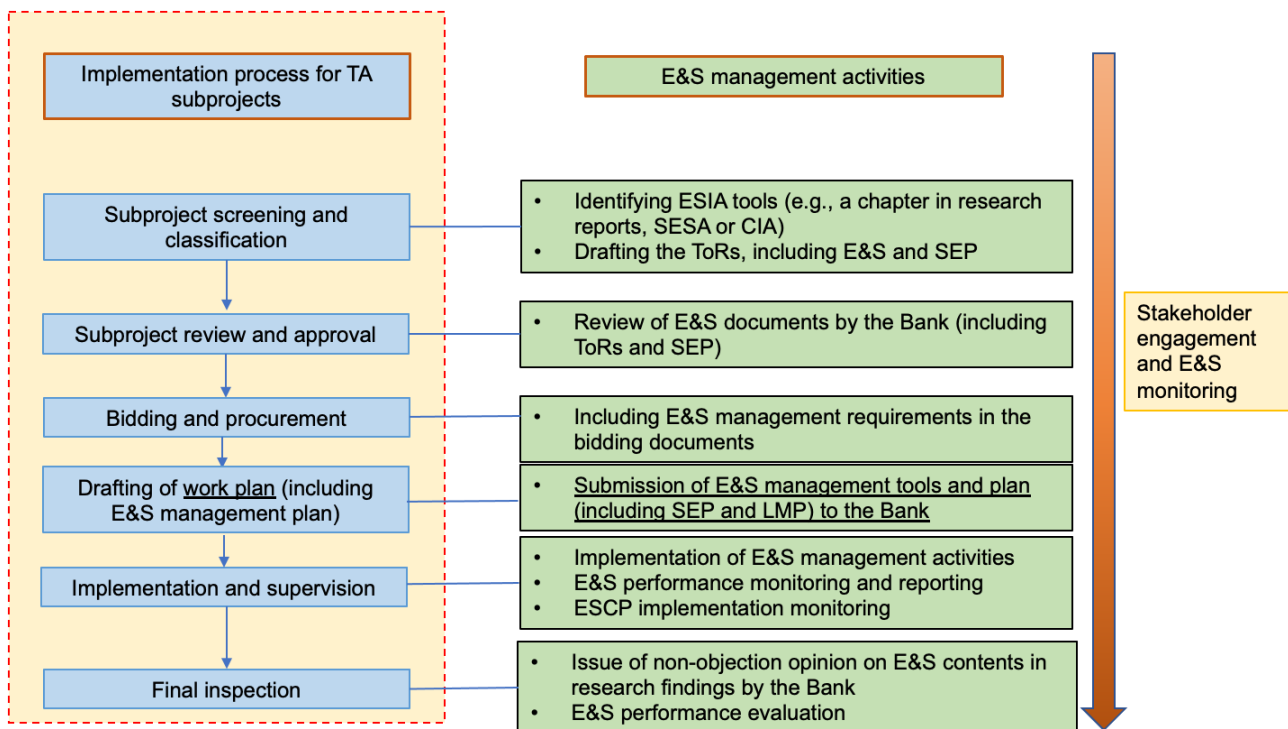 Implementation process for TA
subprojects
E&S management activities
Subproject screening and
classification
• Identifying ESIA tools (e.g., a chapter in research
reports, SESA or CIA)
• Drafting the ToRs, including E&S and SEP
Subproject review and approval
• Review of E&S documents by the Bank (including
ToRs and SEP)
Stakeholder
engagement
and E&S
monitoring
Bidding and procurement
• Including E&S management requirements in the
bidding documents
Drafting of work plan (including
E&S management plan)
• Submission of E&S management tools and plan
(including SEP and LMP) to the Bank
Implementation and supervision
• Implementation of E&S management activities
• E&S performance monitoring and reporting
• ESCP implementation monitoring
Final inspection
• Issue of non-objection opinion on E&S contents in
research findings by the Bank
• E&S performance evaluation